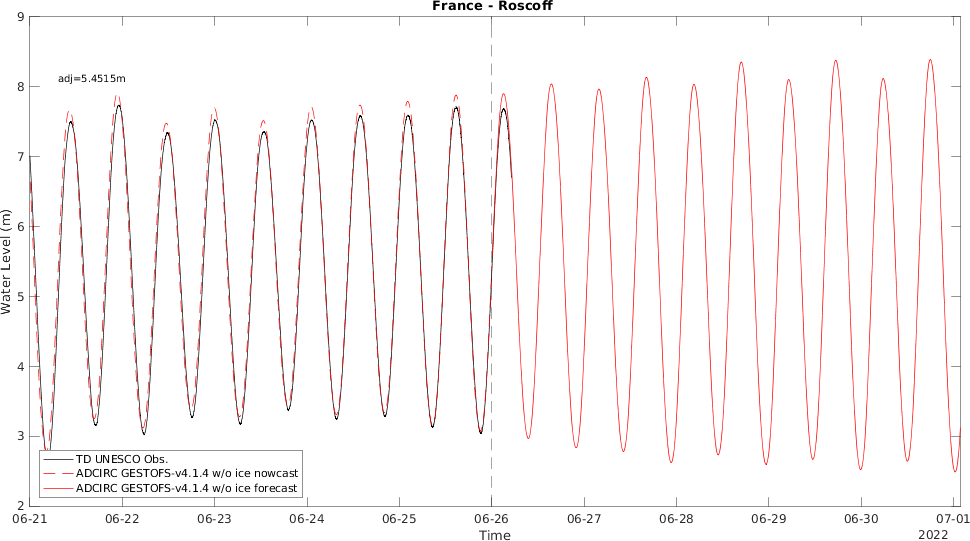 France - Roscoff
9
8
7
6
5
4
3
2
Water Level (m)
adj=5.4515m
TD UNESCO Obs.
ADCIRC GESTOFS-v4.1.4 w/o ice nowcast
ADCIRC GESTOFS-v4.1.4 w/o ice forecast
06-21 06-22 06-23 06-24 06-25 06-26 06-27 06-28 06-29 06-30 07-01
Time
2022